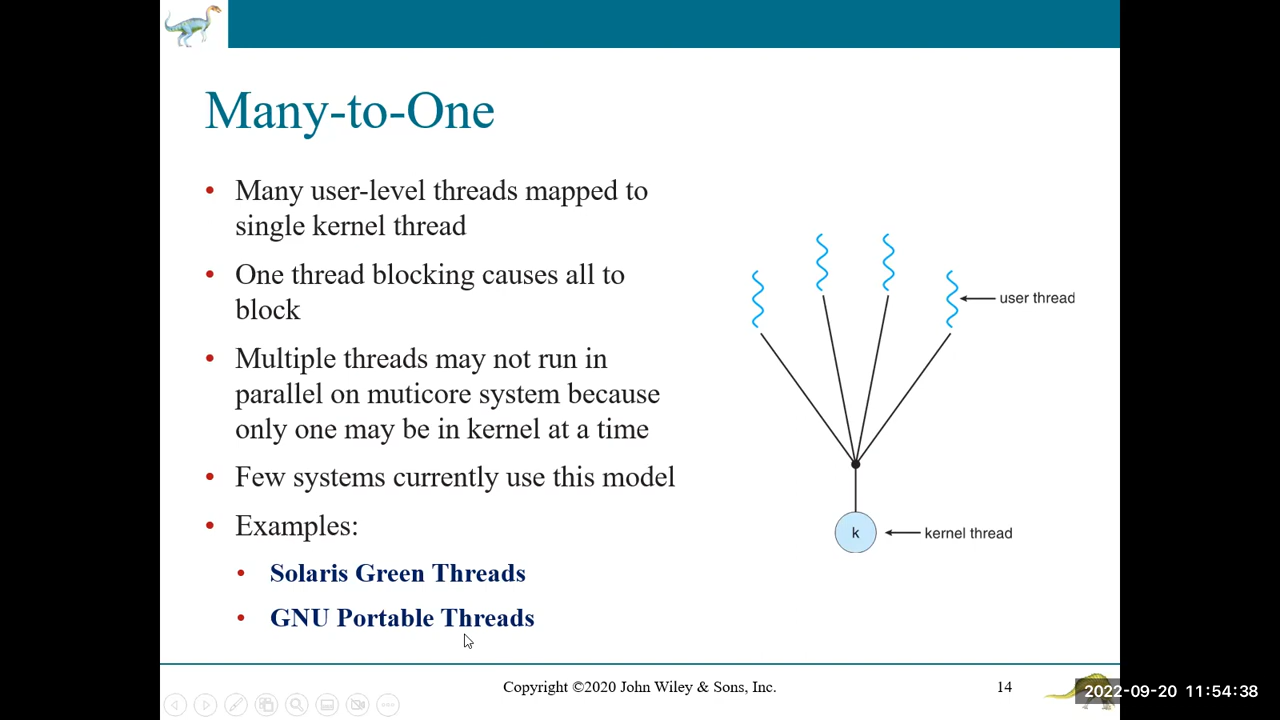 Many-to-One
• Many user-level threads mapped to
single kernel thread
• One thread blocking causes all to
block
• Multiple threads may not run in
parallel on muticore system because
only one may be in kernel at a time
• Few systems currently use this model
• Examples:
• Solaris Green Threads
• GNU Portable Threads
user thread
k
kernel thread
Copyright ©2020 John Wiley & Sons, Inc.
14
2022-09-20 11:54:38